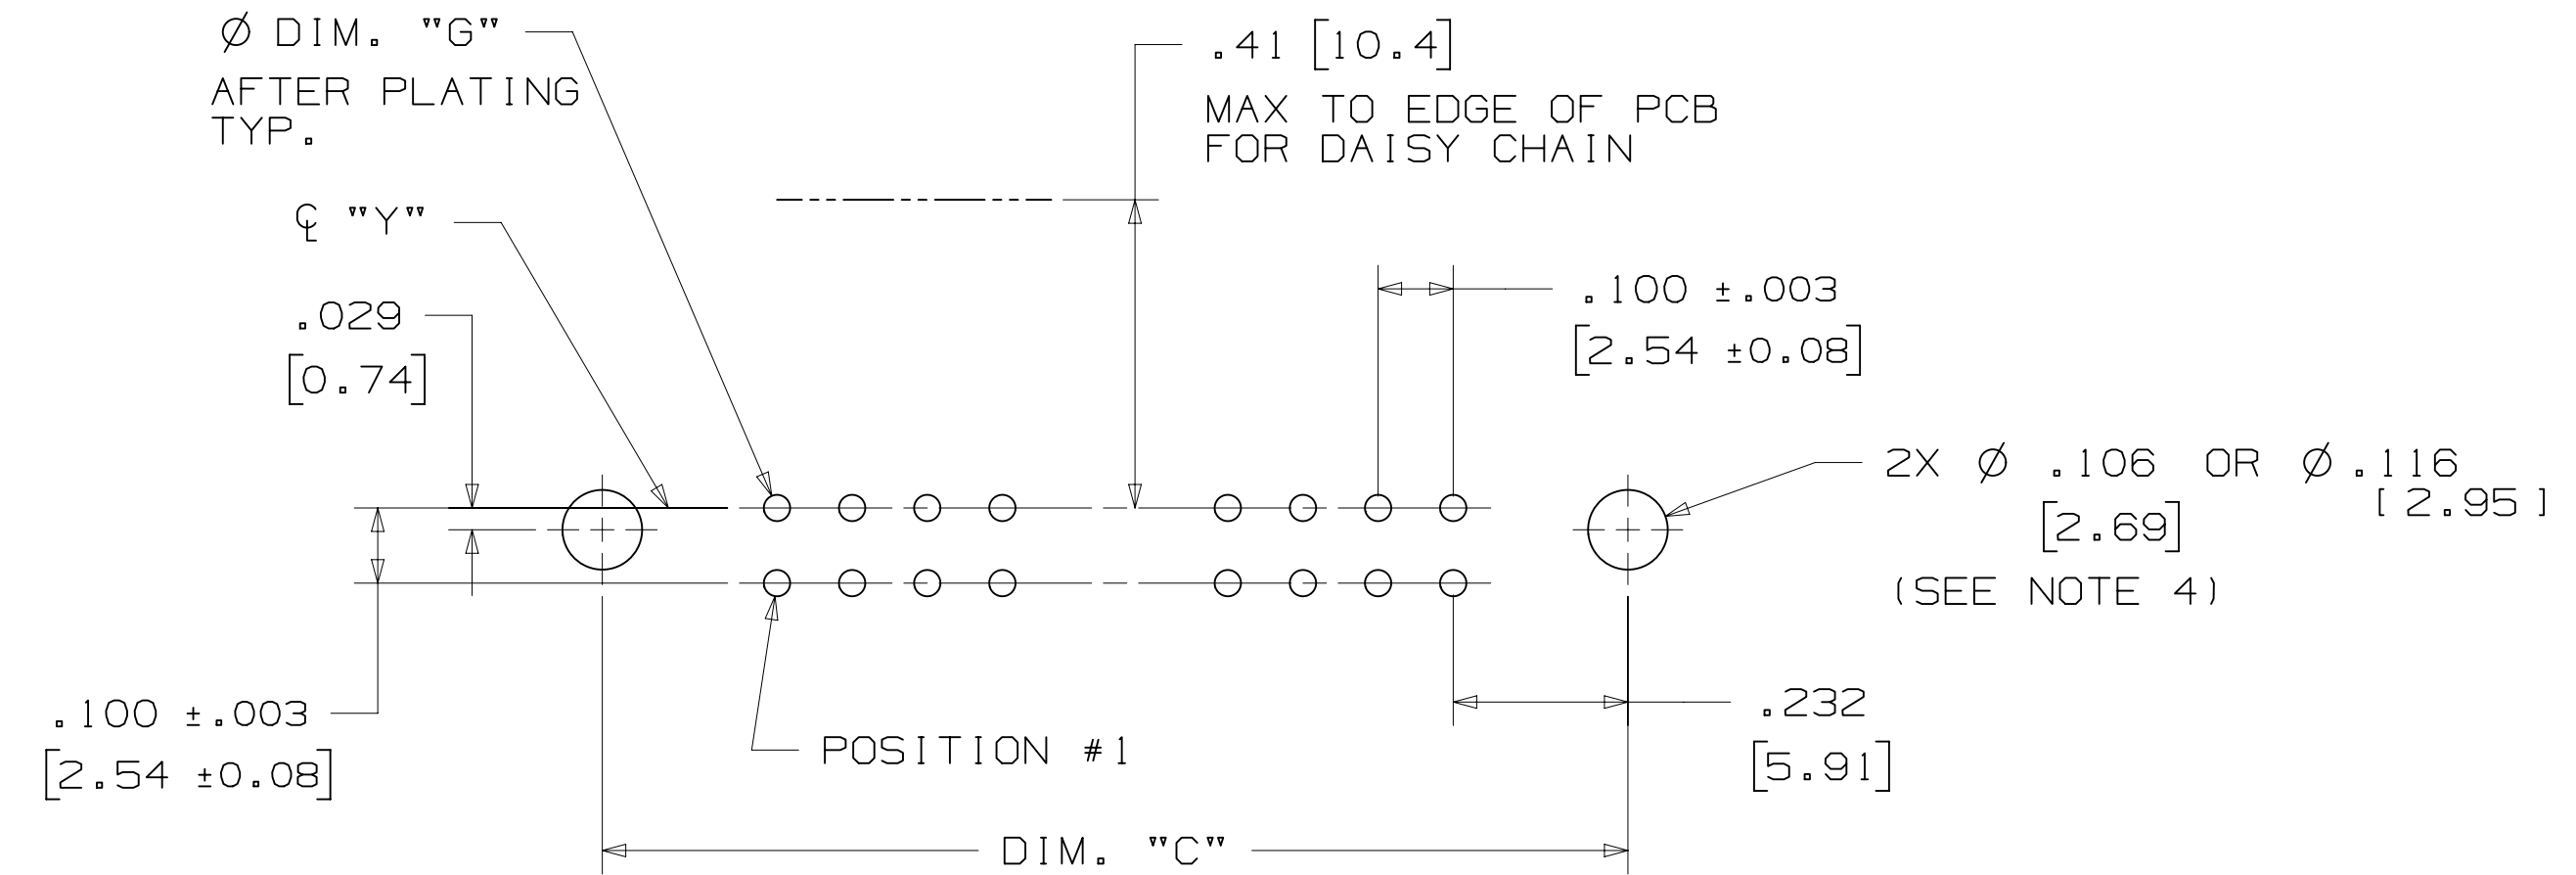 Ø DIM. "G"
AFTER PLATING
TYP.
℄ "Y"
.029
[0.74]
.41 [10.4]
MAX TO EDGE OF PCB
FOR DAISY CHAIN
.100 ±.003
[2.54 ±0.08]
2X Ø .106 OR Ø .116
[2.69] [2.95]
(SEE NOTE 4)
.100 ±.003
[2.54 ±0.08]
POSITION #1
.232
[5.91]
DIM. "C"